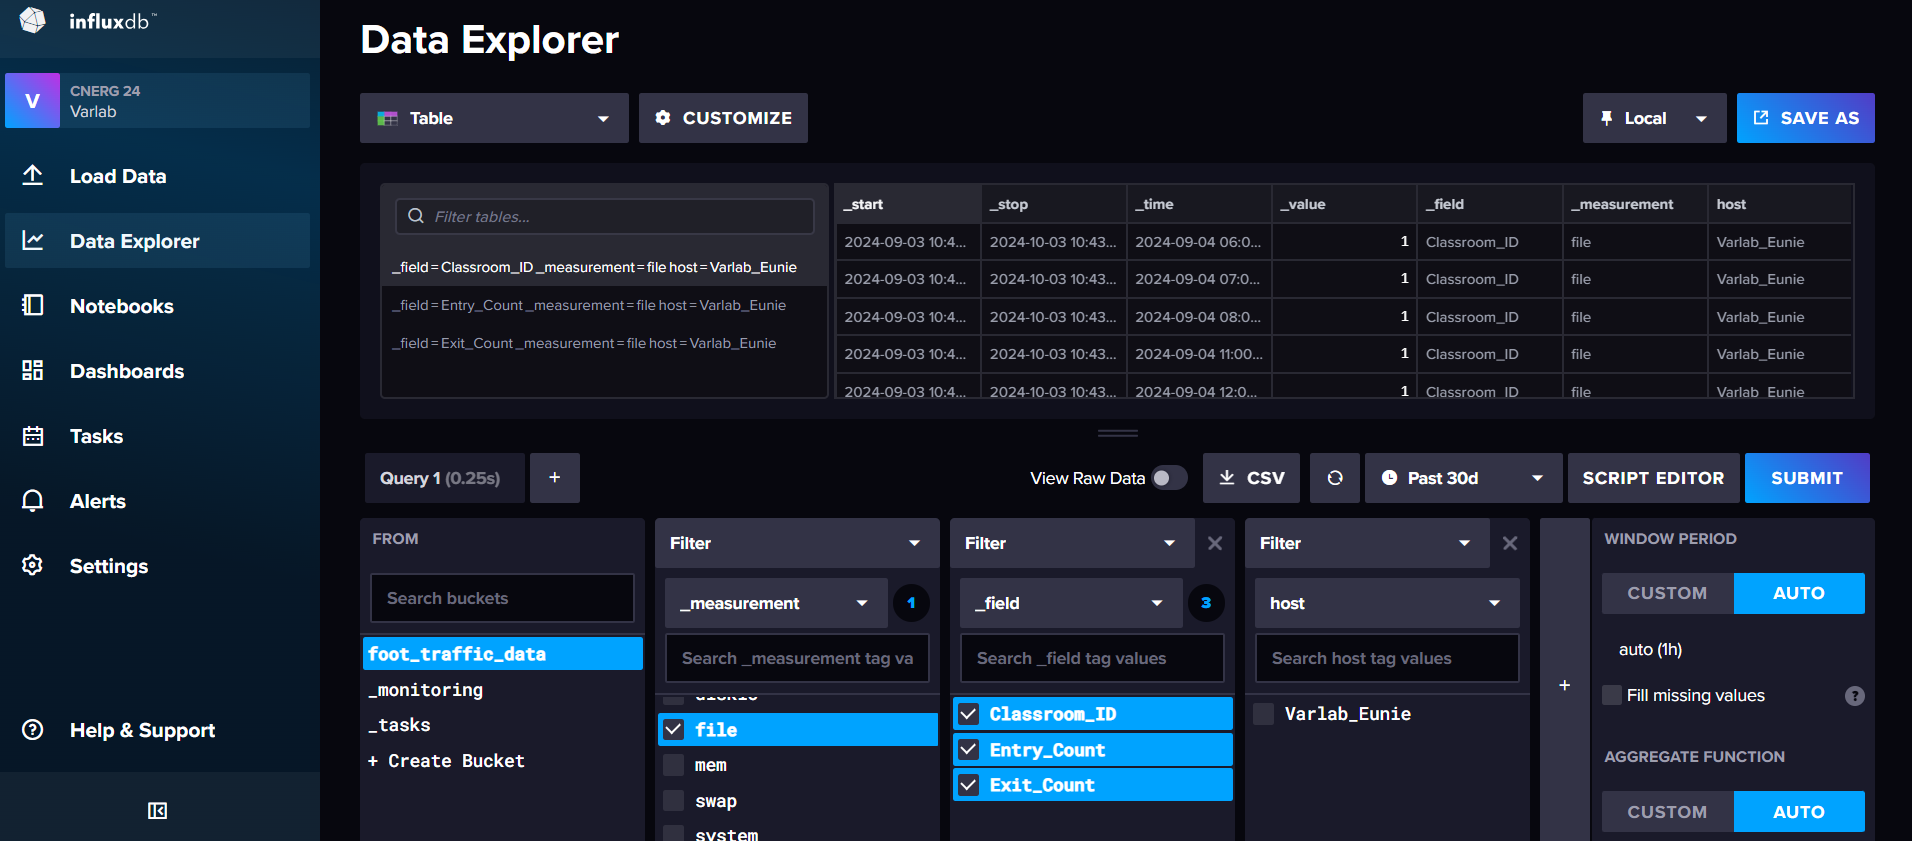 influxdb™
Data Explorer
V
CNERG 24
Varlab
Table
CUSTOMIZE
Local
SAVE AS
Load Data
Data Explorer
Notebooks
Dashboards
Tasks
Alerts
Settings
Help & Support
Filter tables...
_field = Classroom_ID _measurement = file host = Varlab_Eunie
_field = Entry_Count _measurement = file host = Varlab_Eunie
_field = Exit_Count _measurement = file host = Varlab_Eunie
_start _stop _time _value _field _measurement host
2024-09-03 10:4... 2024-10-03 10:43... 2024-09-04 06:0... 1 Classroom_ID file Varlab_Eunie
2024-09-03 10:4... 2024-10-03 10:43... 2024-09-04 07:0... 1 Classroom_ID file Varlab_Eunie
2024-09-03 10:4... 2024-10-03 10:43... 2024-09-04 08:0... 1 Classroom_ID file Varlab_Eunie
2024-09-03 10:4... 2024-10-03 10:43... 2024-09-04 11:00... 1 Classroom_ID file Varlab_Eunie
2024-09-03 10:4... 2024-10-03 10:43... 2024-09-04 12:0... 1 Classroom_ID file Varlab_Eunie
Query 1 (0.25s)
+
View Raw Data
CSV
Past 30d
SCRIPT EDITOR
SUBMIT
FROM
Search buckets
foot_traffic_data
_monitoring
_tasks
+ Create Bucket
Filter
_measurement 1
Search _measurement tag va
diskio
file
mem
swap
system
Filter
_field 3
Search _field tag values
Classroom_ID
Entry_Count
Exit_Count
Filter
host
Search host tag values
Varlab_Eunie
+
WINDOW PERIOD
CUSTOM AUTO
auto (1h)
Fill missing values ?
AGGREGATE FUNCTION
CUSTOM AUTO